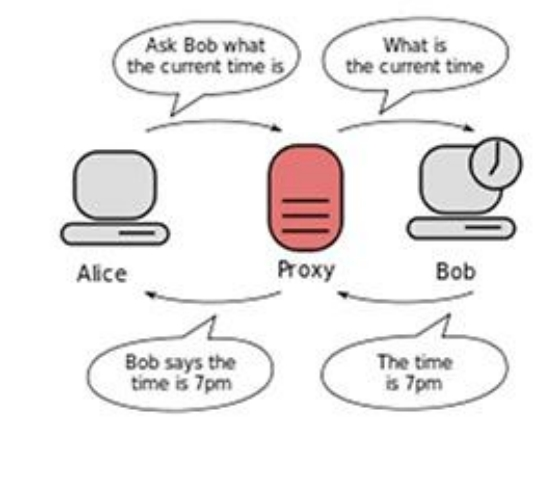 Ask Bob what
the current time is
What is
the current time
Alice
Proxy
Bob
Bob says the
time is 7pm
The time
is 7pm